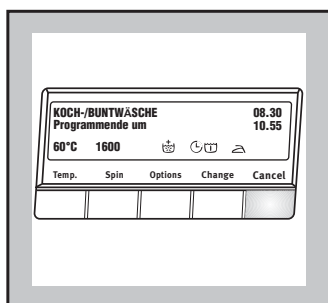 KOCH-/BUNTWÄSCHE 08.30
Programmende um 10.55
60°C 1600
Temp. Spin Options Change Cancel